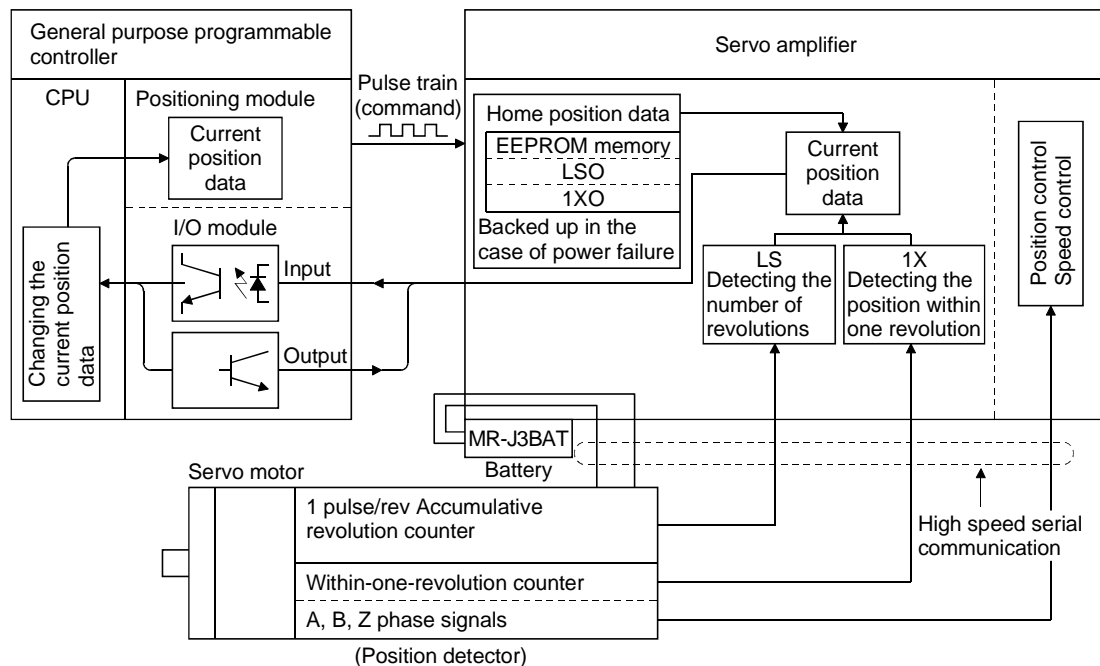 General purpose programmable
controller
CPU
Positioning module
Current
position
data
I/O module
Input
Output
Changing the
current position
data
Pulse train
(command)
Servo amplifier
Home position data
EEPROM memory
LSO
1XO
Backed up in the
case of power failure
Current
position
data
LS
Detecting the
number of
revolutions
1X
Detecting the
position within
one revolution
Position control
Speed control
MR-J3BAT
Battery
Servo motor
1 pulse/rev Accumulative
revolution counter
Within-one-revolution counter
A, B, Z phase signals
(Position detector)
High speed serial
communication